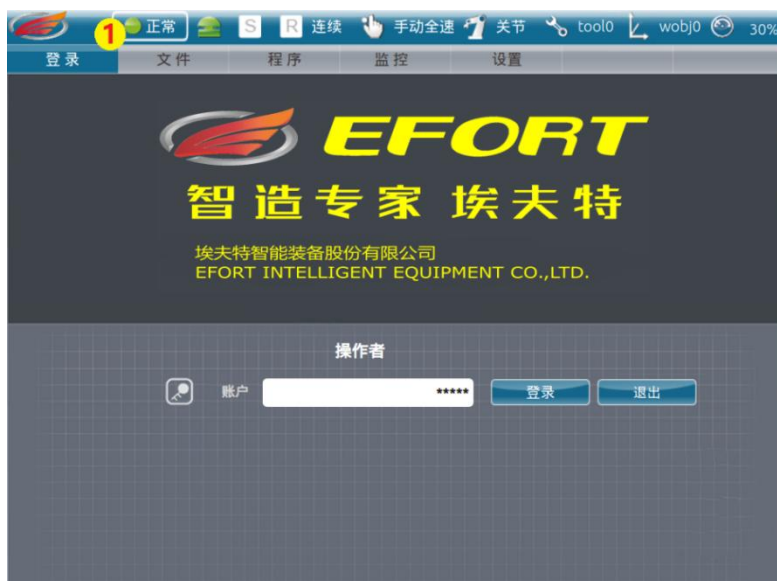 1 正常 S R 连续 手动全速 关节 tool0 wobj0 30%
登录 文件 程序 监控 设置
EFORT
智造专家 埃夫特
埃夫特智能装备股份有限公司
EFORT INTELLIGENT EQUIPMENT CO.,LTD.
操作者
账户 ***** 登录 退出